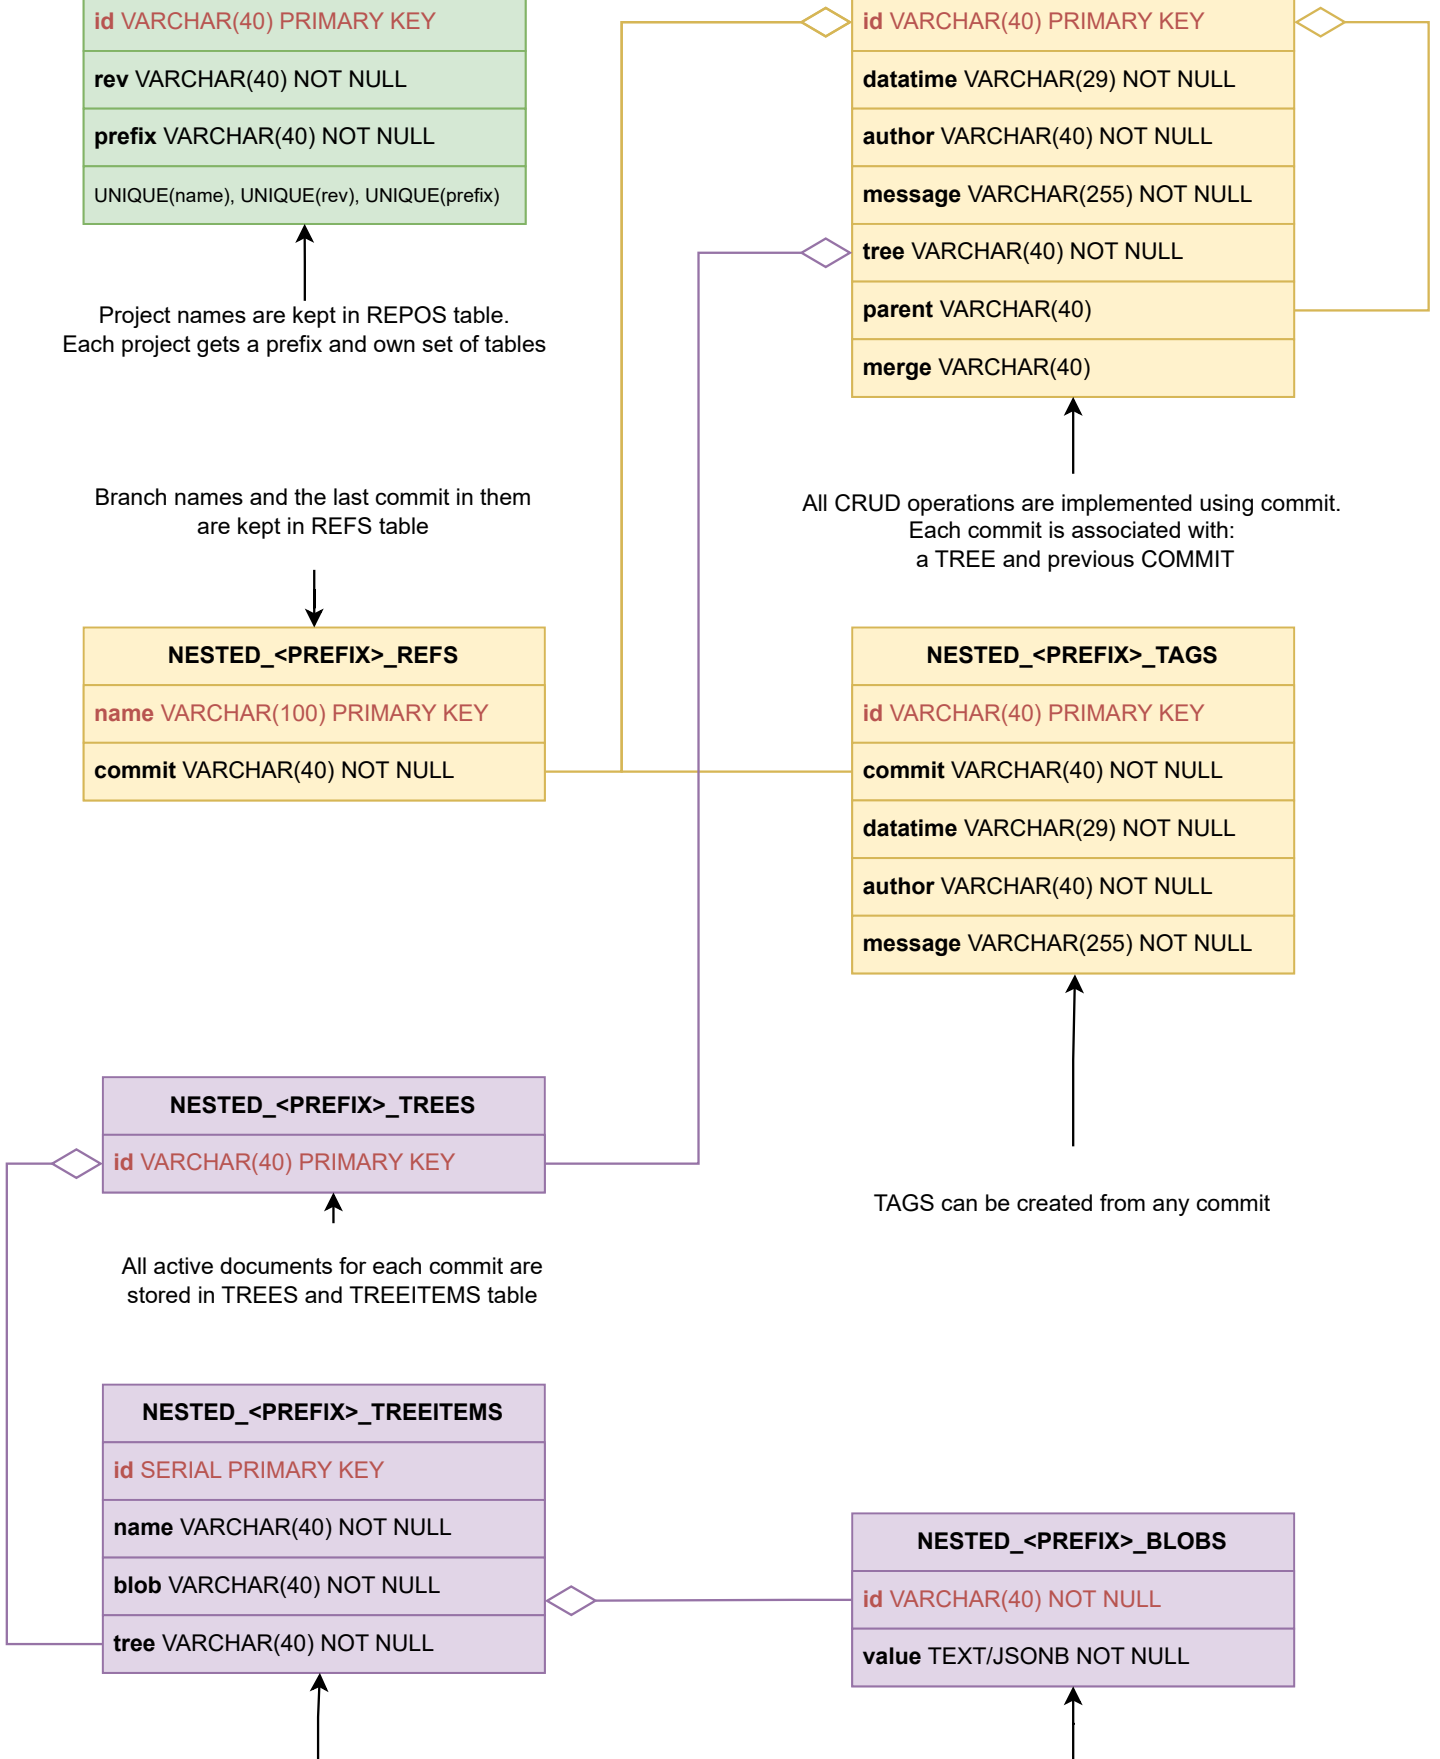 id VARCHAR(40) PRIMARY KEY
rev VARCHAR(40) NOT NULL
prefix VARCHAR(40) NOT NULL
UNIQUE(name), UNIQUE(rev), UNIQUE(prefix)
Project names are kept in REPOS table.
Each project gets a prefix and own set of tables
id VARCHAR(40) PRIMARY KEY
datatime VARCHAR(29) NOT NULL
author VARCHAR(40) NOT NULL
message VARCHAR(255) NOT NULL
tree VARCHAR(40) NOT NULL
parent VARCHAR(40)
merge VARCHAR(40)
All CRUD operations are implemented using commit.
Each commit is associated with:
a TREE and previous COMMIT
Branch names and the last commit in them
are kept in REFS table
NESTED_<PREFIX>_REFS
name VARCHAR(100) PRIMARY KEY
commit VARCHAR(40) NOT NULL
NESTED_<PREFIX>_TAGS
id VARCHAR(40) PRIMARY KEY
commit VARCHAR(40) NOT NULL
datatime VARCHAR(29) NOT NULL
author VARCHAR(40) NOT NULL
message VARCHAR(255) NOT NULL
TAGS can be created from any commit
NESTED_<PREFIX>_TREES
id VARCHAR(40) PRIMARY KEY
All active documents for each commit are
stored in TREES and TREEITEMS table
NESTED_<PREFIX>_TREEITEMS
id SERIAL PRIMARY KEY
name VARCHAR(40) NOT NULL
blob VARCHAR(40) NOT NULL
tree VARCHAR(40) NOT NULL
NESTED_<PREFIX>_BLOBS
id VARCHAR(40) NOT NULL
value TEXT/JSONB NOT NULL